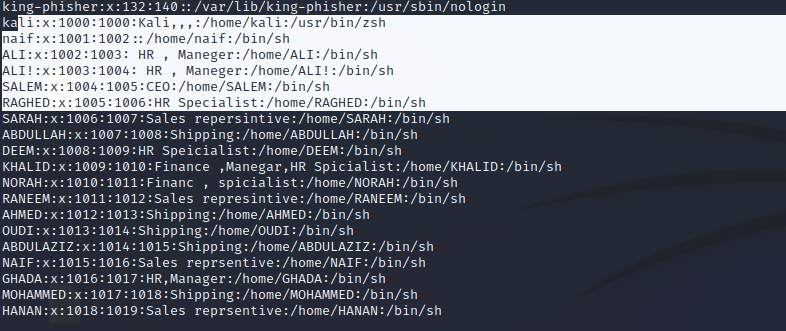 king-phisher:x:132:140::/var/lib/king-phisher:/usr/sbin/nologin
kali:x:1000:1000:Kali,,,:/home/kali:/usr/bin/zsh
naif:x:1001:1002::/home/naif:/bin/sh
ALI:x:1002:1003: HR , Maneger:/home/ALI:/bin/sh
ALI!:x:1003:1004: HR , Maneger:/home/ALI!:/bin/sh
SALEM:x:1004:1005:CEO:/home/SALEM:/bin/sh
RAGHED:x:1005:1006:HR Specialist:/home/RAGHED:/bin/sh
SARAH:x:1006:1007:Sales repersintive:/home/SARAH:/bin/sh
ABDULLAH:x:1007:1008:Shipping:/home/ABDULLAH:/bin/sh
DEEM:x:1008:1009:HR Speicialist:/home/DEEM:/bin/sh
KHALID:x:1009:1010:Finance ,Manegar,HR Spicialist:/home/KHALID:/bin/sh
NORAH:x:1010:1011:Financ , spicialist:/home/NORAH:/bin/sh
RANEEM:x:1011:1012:Sales represintive:/home/RANEEM:/bin/sh
AHMED:x:1012:1013:Shipping:/home/AHMED:/bin/sh
OUDI:x:1013:1014:Shipping:/home/OUDI:/bin/sh
ABDULAZIZ:x:1014:1015:Shipping:/home/ABDULAZIZ:/bin/sh
NAIF:x:1015:1016:Sales reprsentive:/home/NAIF:/bin/sh
GHADA:x:1016:1017:HR,Manager:/home/GHADA:/bin/sh
MOHAMMED:x:1017:1018:Shipping:/home/MOHAMMED:/bin/sh
HANAN:x:1018:1019:Sales reprsentive:/home/HANAN:/bin/sh